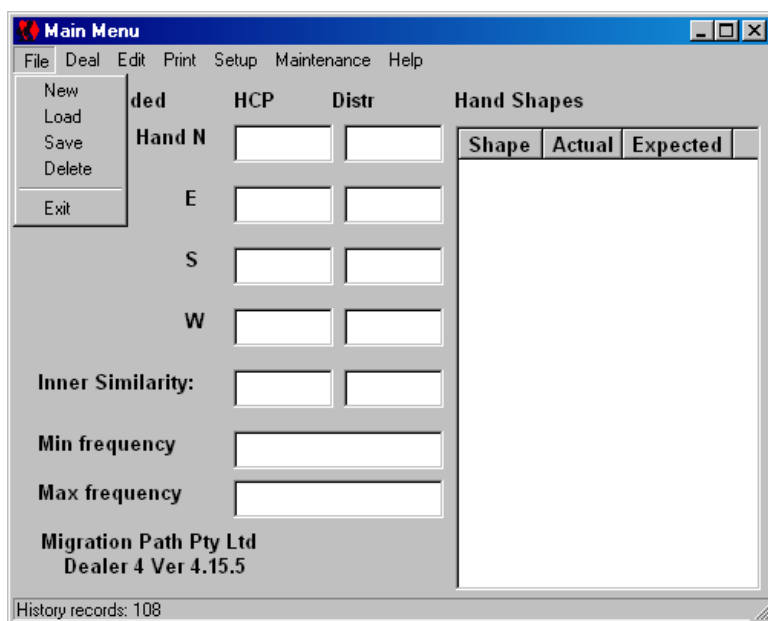 Main Menu
File Deal Edit Print Setup Maintenance Help
New
Load
Save
Delete
Exit
ded HCP Distr Hand Shapes
Hand N Shape Actual Expected
E
S
W
Inner Similarity:
Min frequency
Max frequency
Migration Path Pty Ltd
Dealer 4 Ver 4.15.5
History records: 108